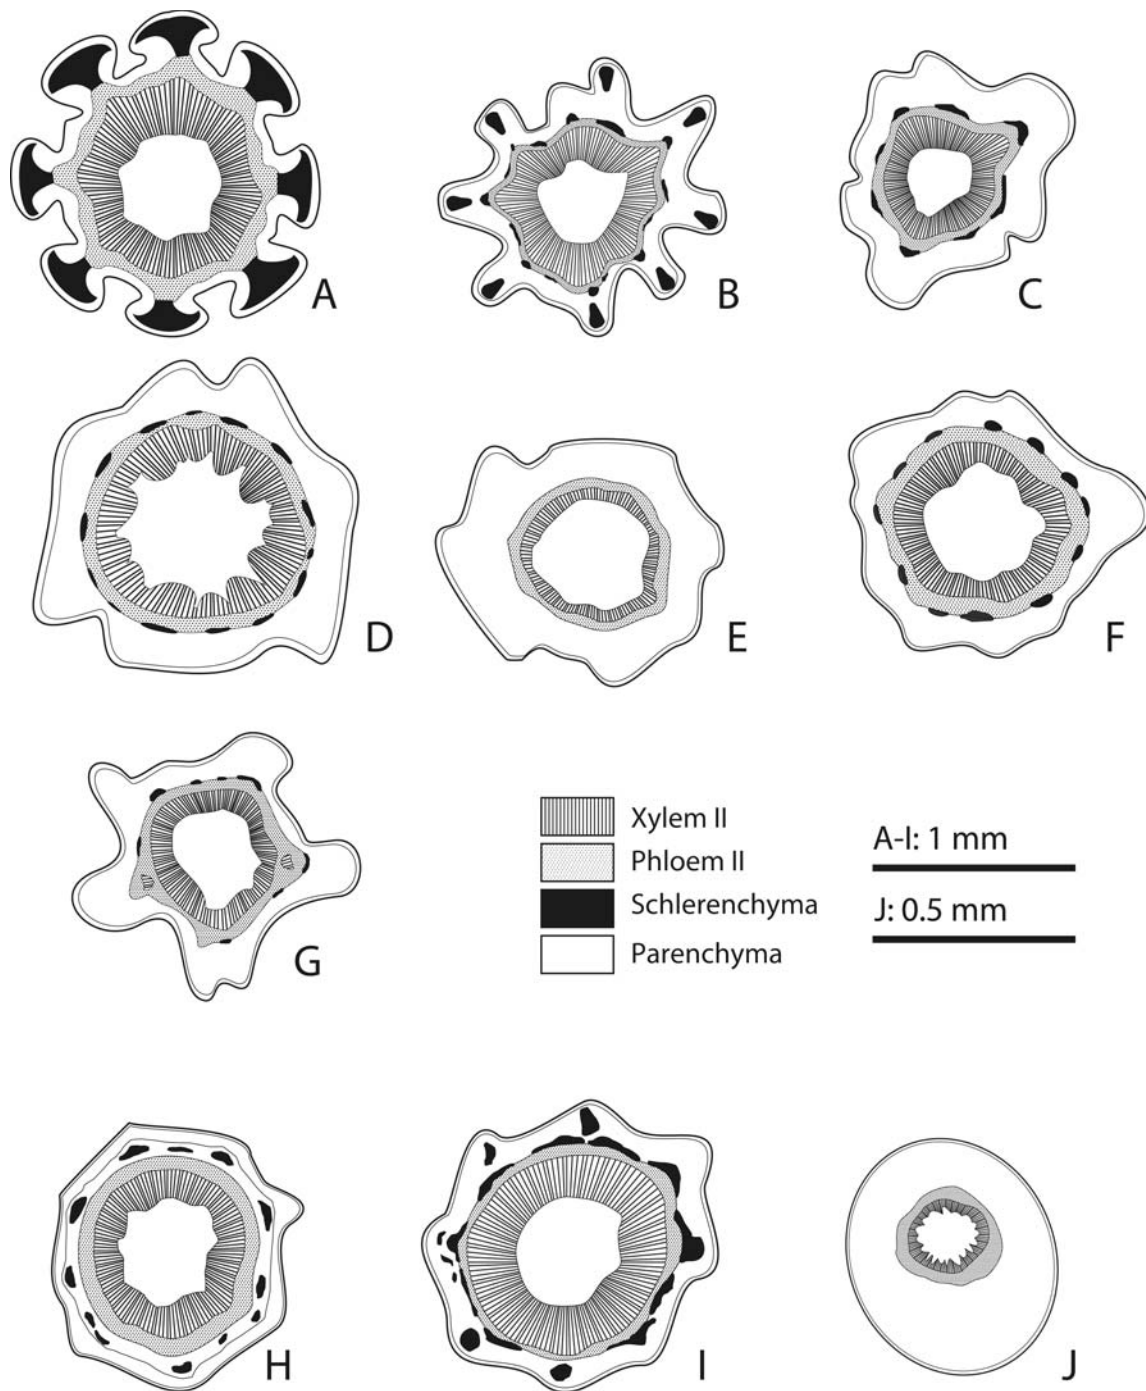 A
B
C
D
E
F
G
Xylem II
Phloem II
Schlerenchyma
Parenchyma
A-I: 1 mm
J: 0.5 mm
H
I
J